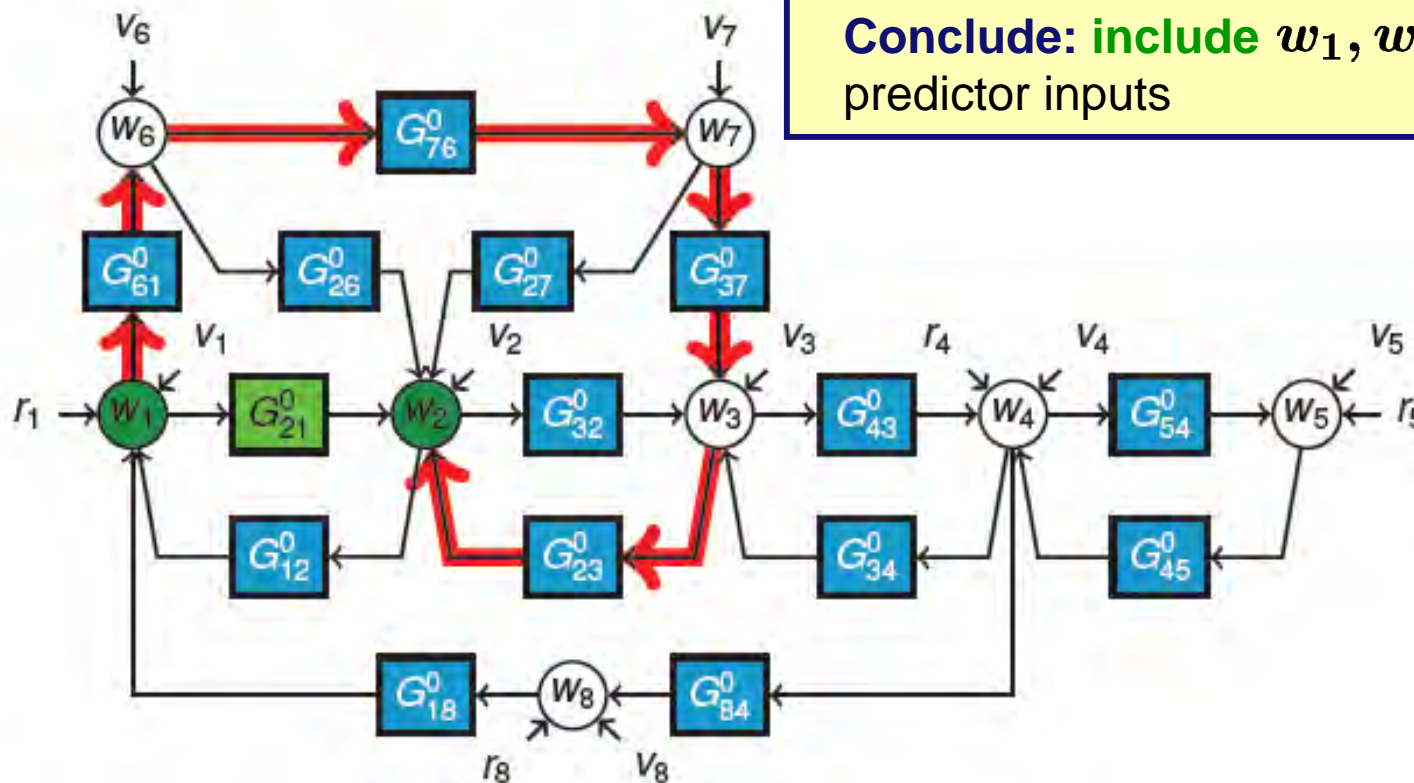 Conclude: include w₁, w
predictor inputs
v₆ v₇
w₆ G⁰₇₆ w₇
G⁰₆₁ G⁰₂₆ G⁰₂₇ G⁰₃₇
v₁ v₂ v₃ r₄ v₄ v₅
r₁ w₁ G⁰₂₁ w₂ G⁰₃₂ w₃ G⁰₄₃ w₄ G⁰₅₄ w₅ r₅
G⁰₁₂ G⁰₂₃ G⁰₃₄ G⁰₄₅
G⁰₁₈ w₈ G⁰₈₄
r₈ v₈